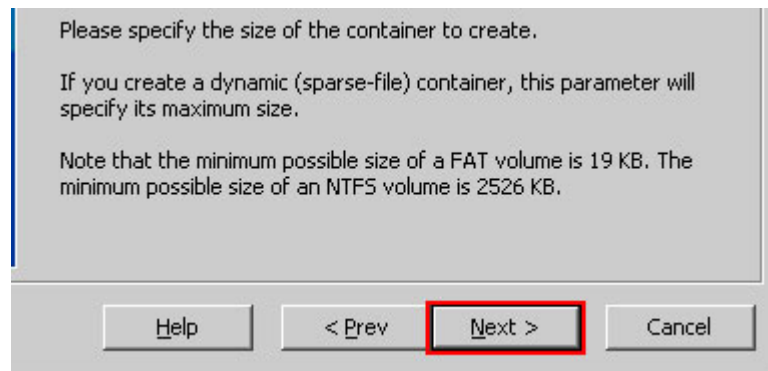 Please specify the size of the container to create.
If you create a dynamic (sparse-file) container, this parameter will
specify its maximum size.
Note that the minimum possible size of a FAT volume is 19 KB. The
minimum possible size of an NTFS volume is 2526 KB.
Help < Prev Next > Cancel